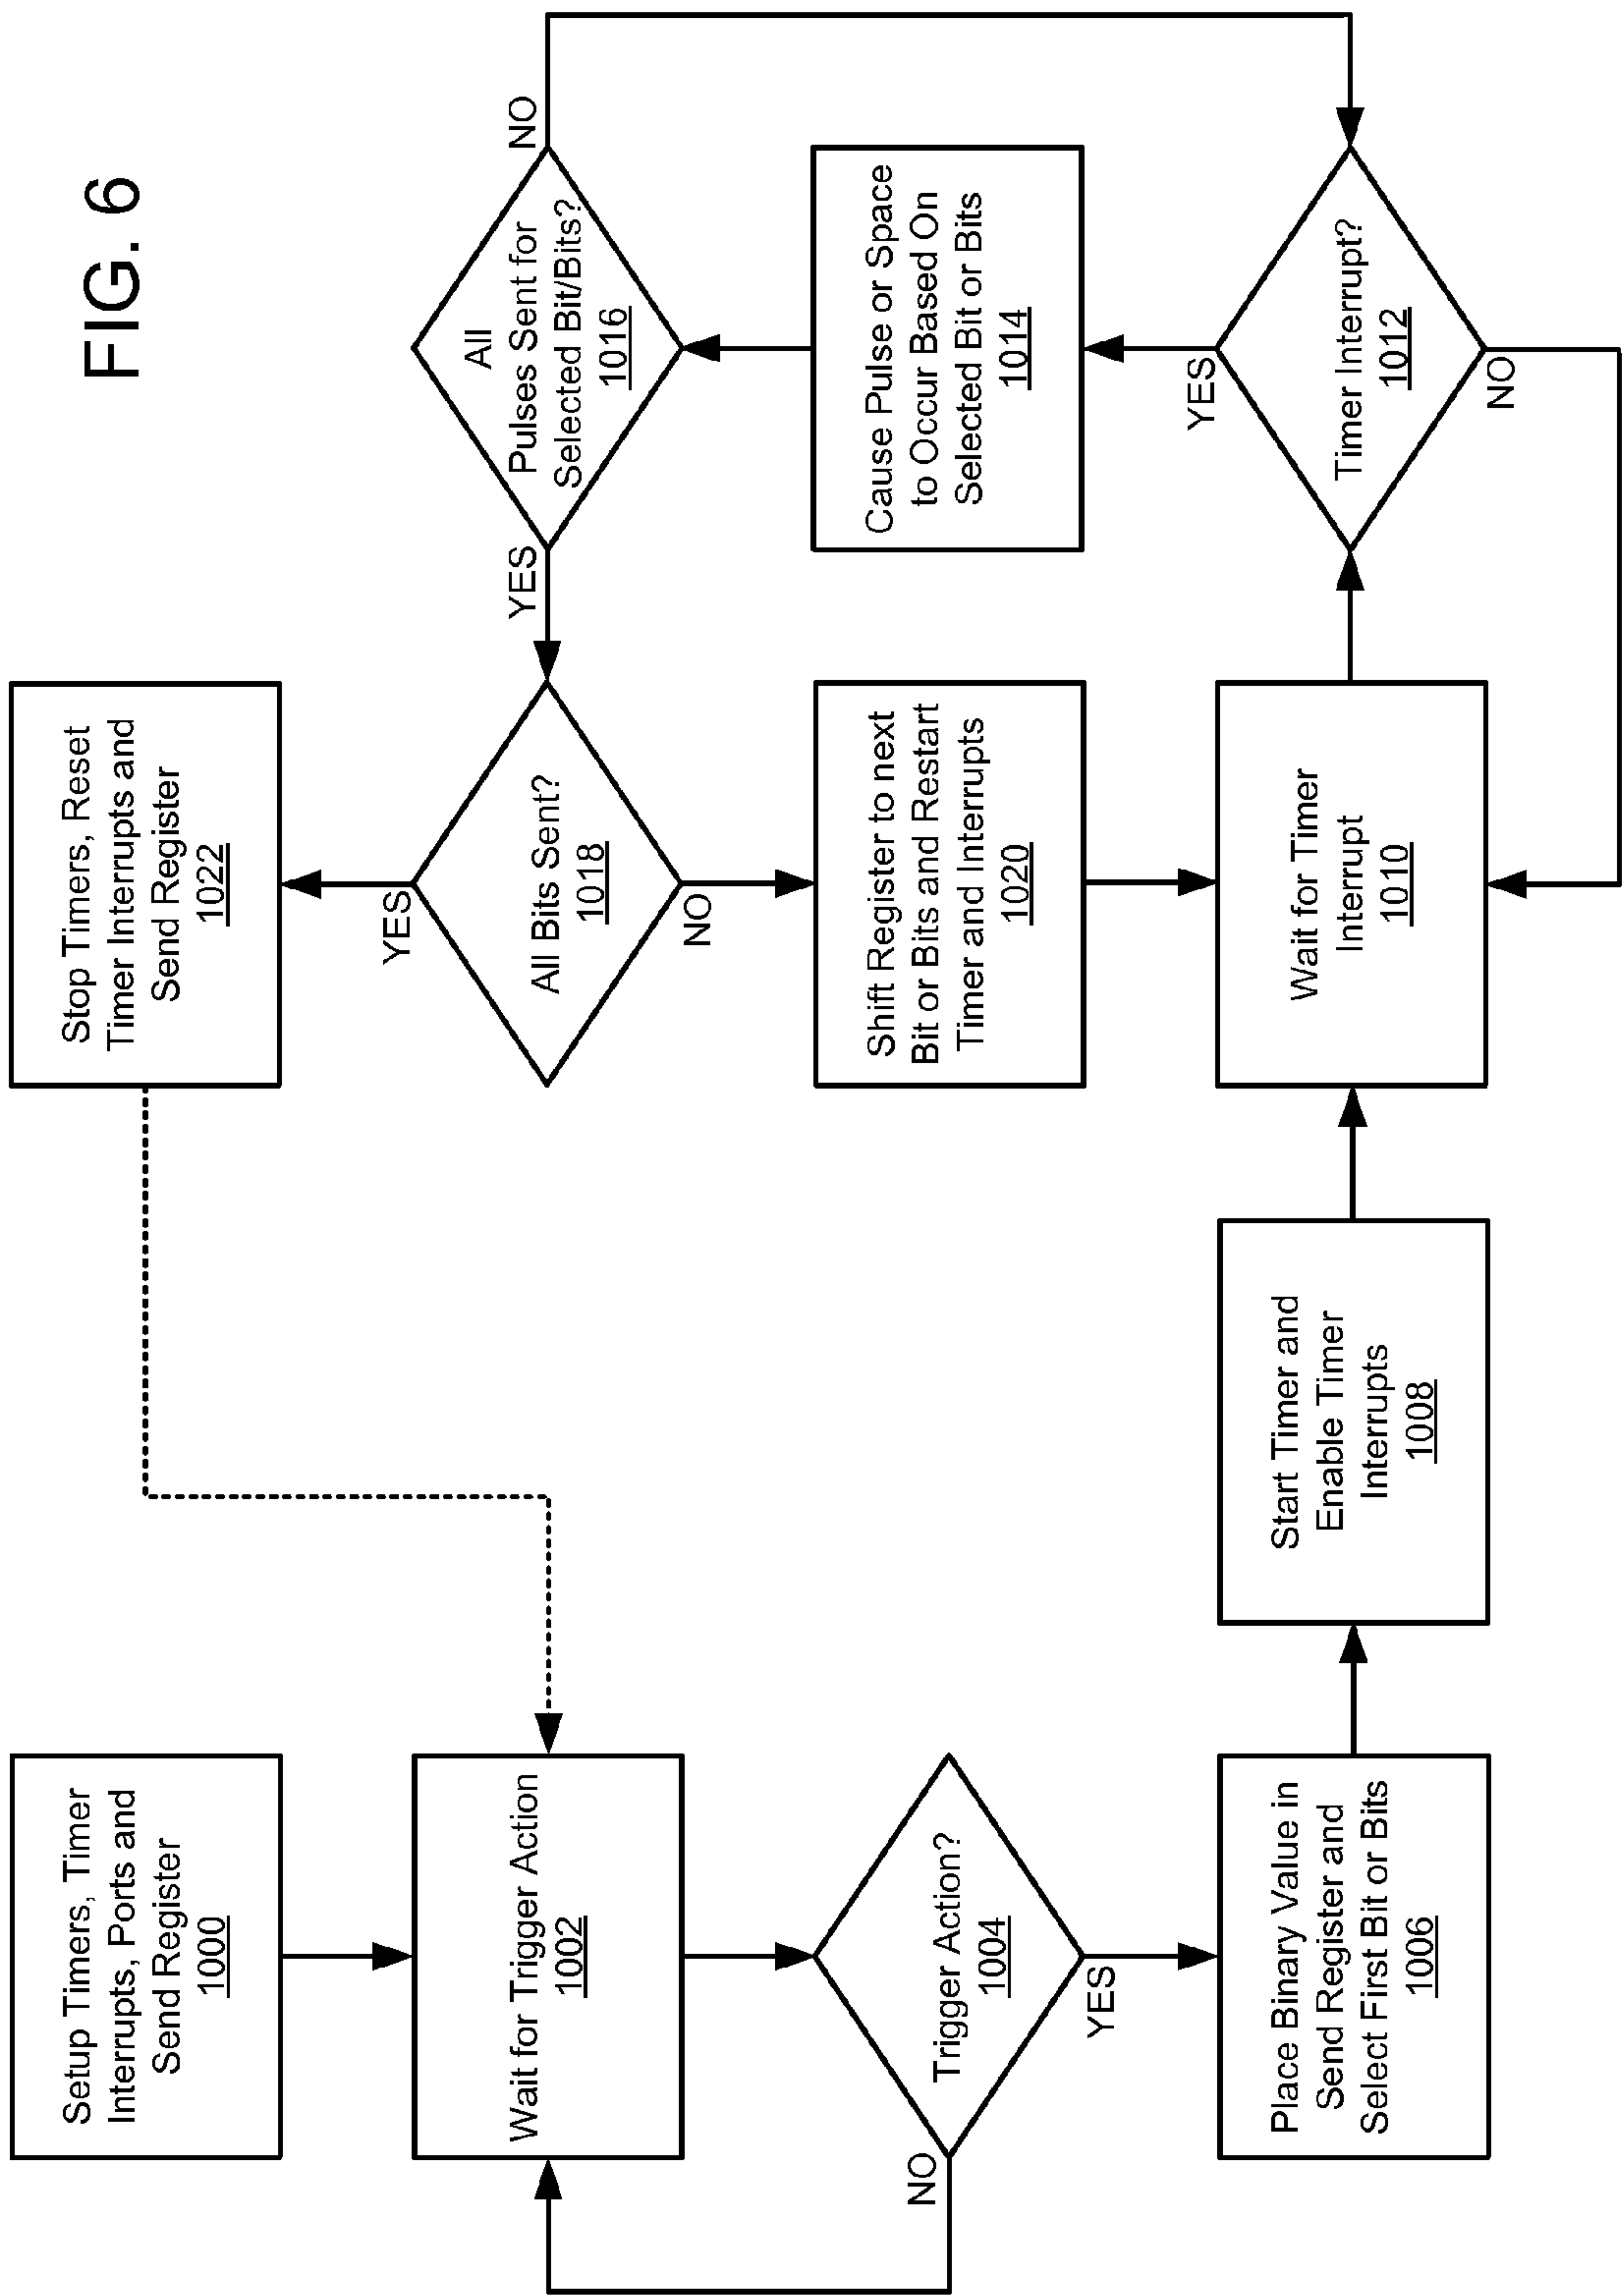 FIG. 6
Setup Timers, Timer
Interrupts, Ports and
Send Register
1000
Wait for Trigger Action
1002
Trigger Action?
1004
NO
YES
Place Binary Value in
Send Register and
Select First Bit or Bits
1006
Start Timer and
Enable Timer
Interrupts
1008
Wait for Timer
Interrupt
1010
Timer Interrupt?
1012
YES
NO
Cause Pulse or Space
to Occur Based On
Selected Bit or Bits
1014
All
Pulses Sent for
Selected Bit/Bits?
1016
NO
YES
All Bits Sent?
1018
YES
NO
Shift Register to next
Bit or Bits and Restart
Timer and Interrupts
1020
Stop Timers, Reset
Timer Interrupts and
Send Register
1022